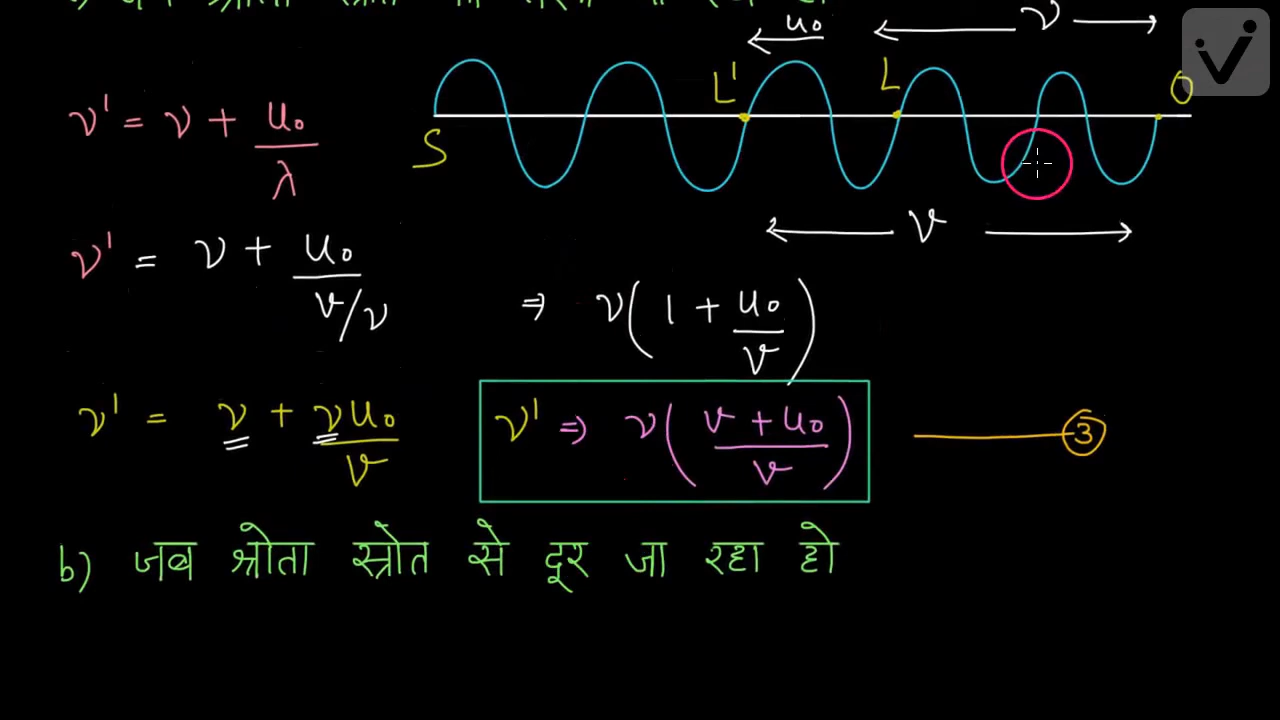 u₀ ν
S L' L O
ν' = ν + u₀/λ
v
ν' = ν + u₀/(v/ν) ⇒ ν(1 + u₀/v)
ν' = ν + νu₀/v ν' ⇒ ν((v + u₀)/v) ③
b) जब श्रोता स्त्रोत से दूर जा रहा हो